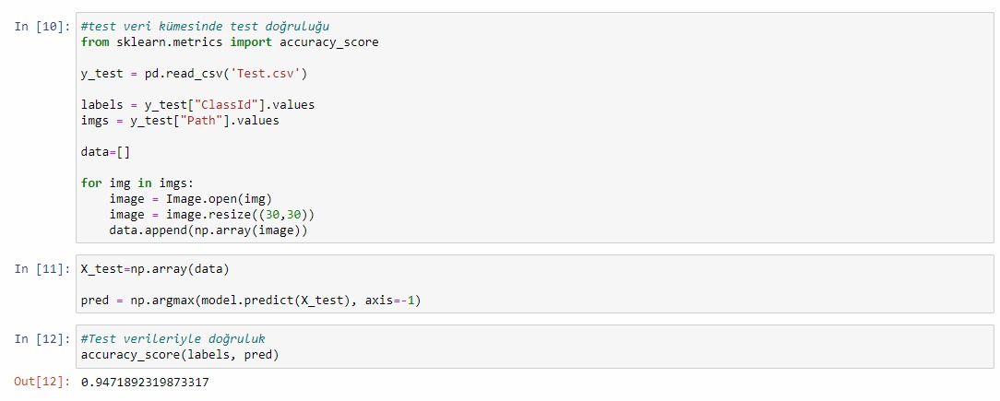 In [10]: #test veri kümesinde test doğruluğu
from sklearn.metrics import accuracy_score
y_test = pd.read_csv('Test.csv')
labels = y_test["ClassId"].values
imgs = y_test["Path"].values
data=[]
for img in imgs:
    image = Image.open(img)
    image = image.resize((30,30))
    data.append(np.array(image))
In [11]: X_test=np.array(data)
pred = np.argmax(model.predict(X_test), axis=-1)
In [12]: #Test verileriyle doğruluk
accuracy_score(labels, pred)
Out[12]: 0.9471892319873317